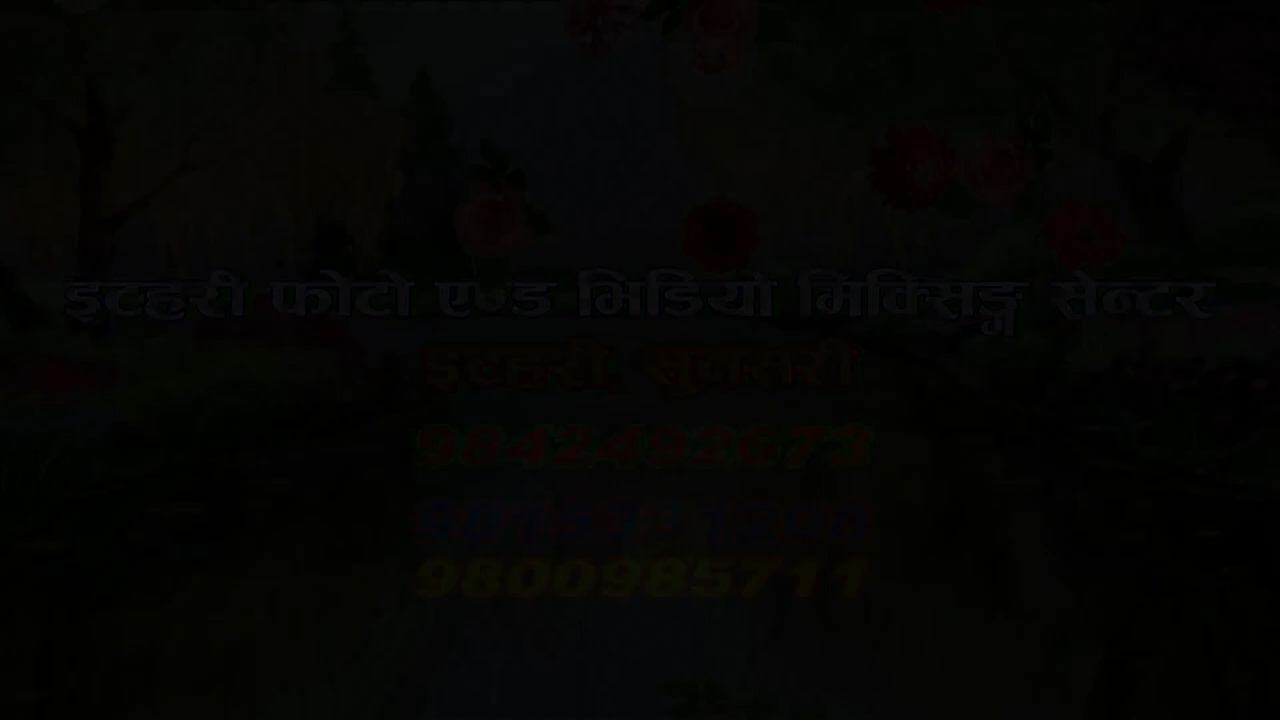 इटहरी फोटो एण्ड भिडियो मिक्सिङ्ग सेन्टर
इटहरी, सुनसरी
9842492673
9800985711